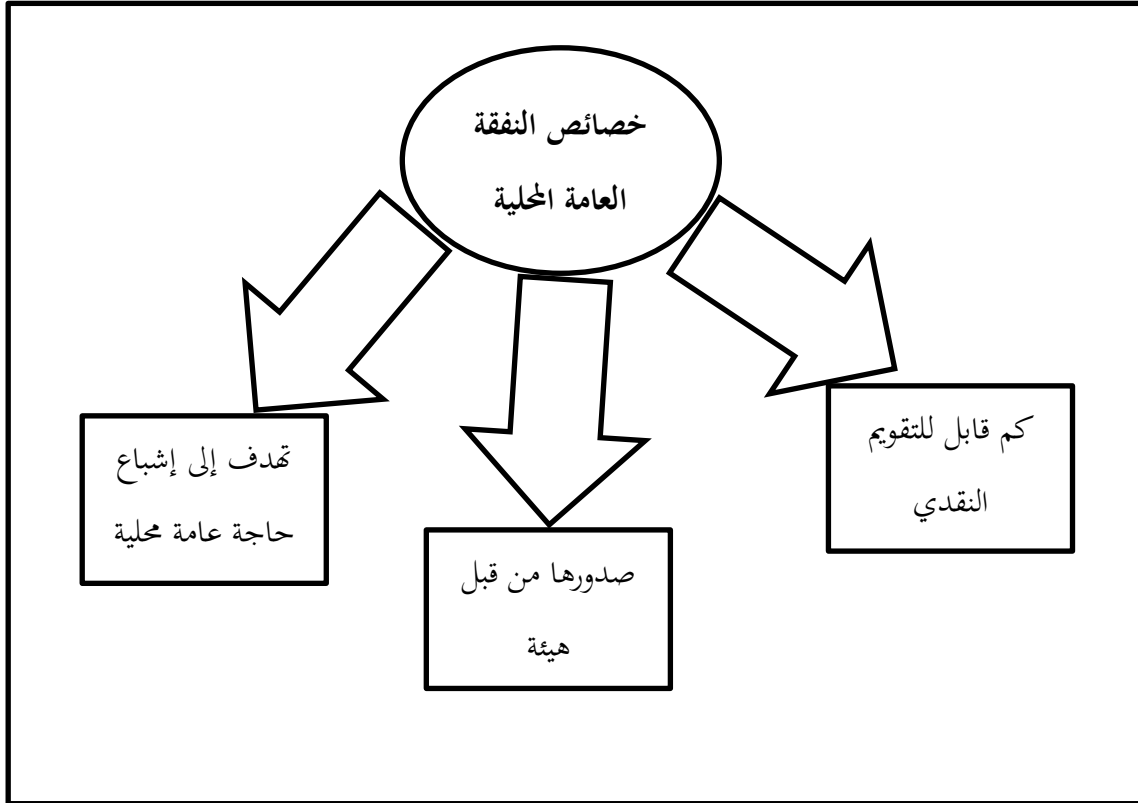 خصائص النفقة
العامة المحلية
كم قابل للتقويم
النقدي
صدورها من قبل
هيئة
تهدف إلى إشباع
حاجة عامة محلية